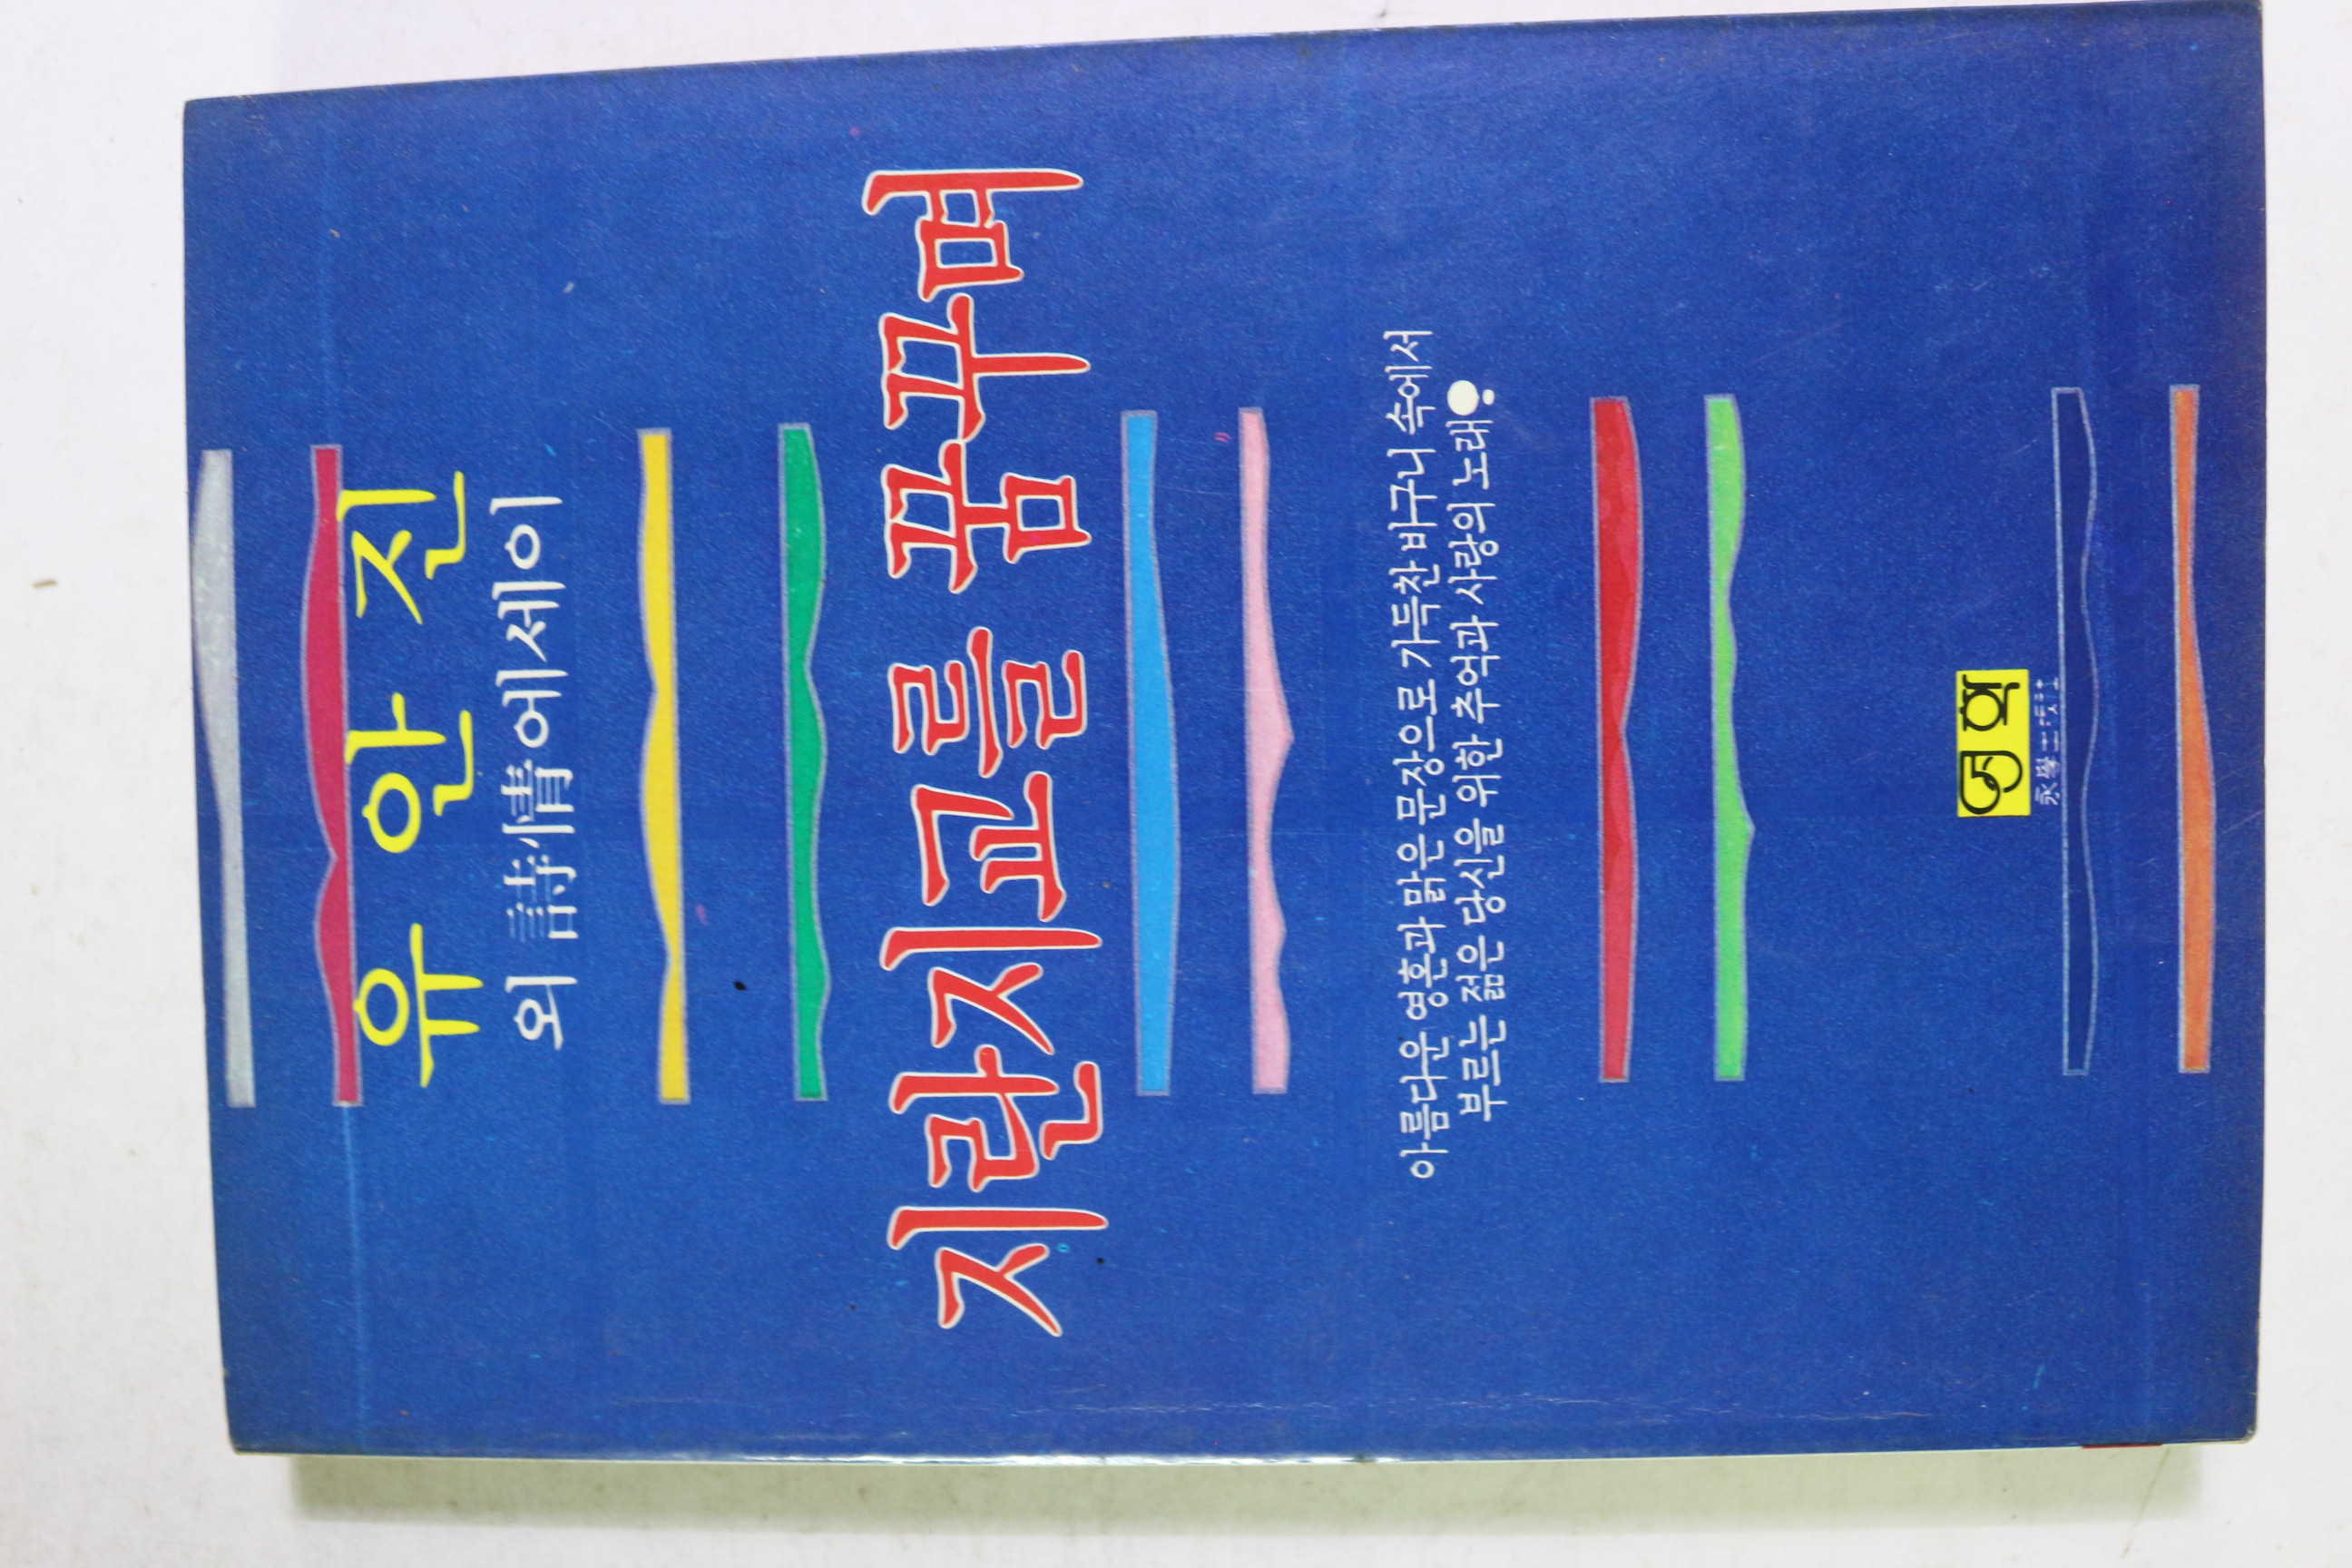 유 안 진
외 詩情에세이
지란지교를 꿈꾸며
아름다운 영혼과 맑은 문장으로 가득찬 바구니 속에서
부르는 젊은 당신을 위한 추억과 사랑의 노래!
영학